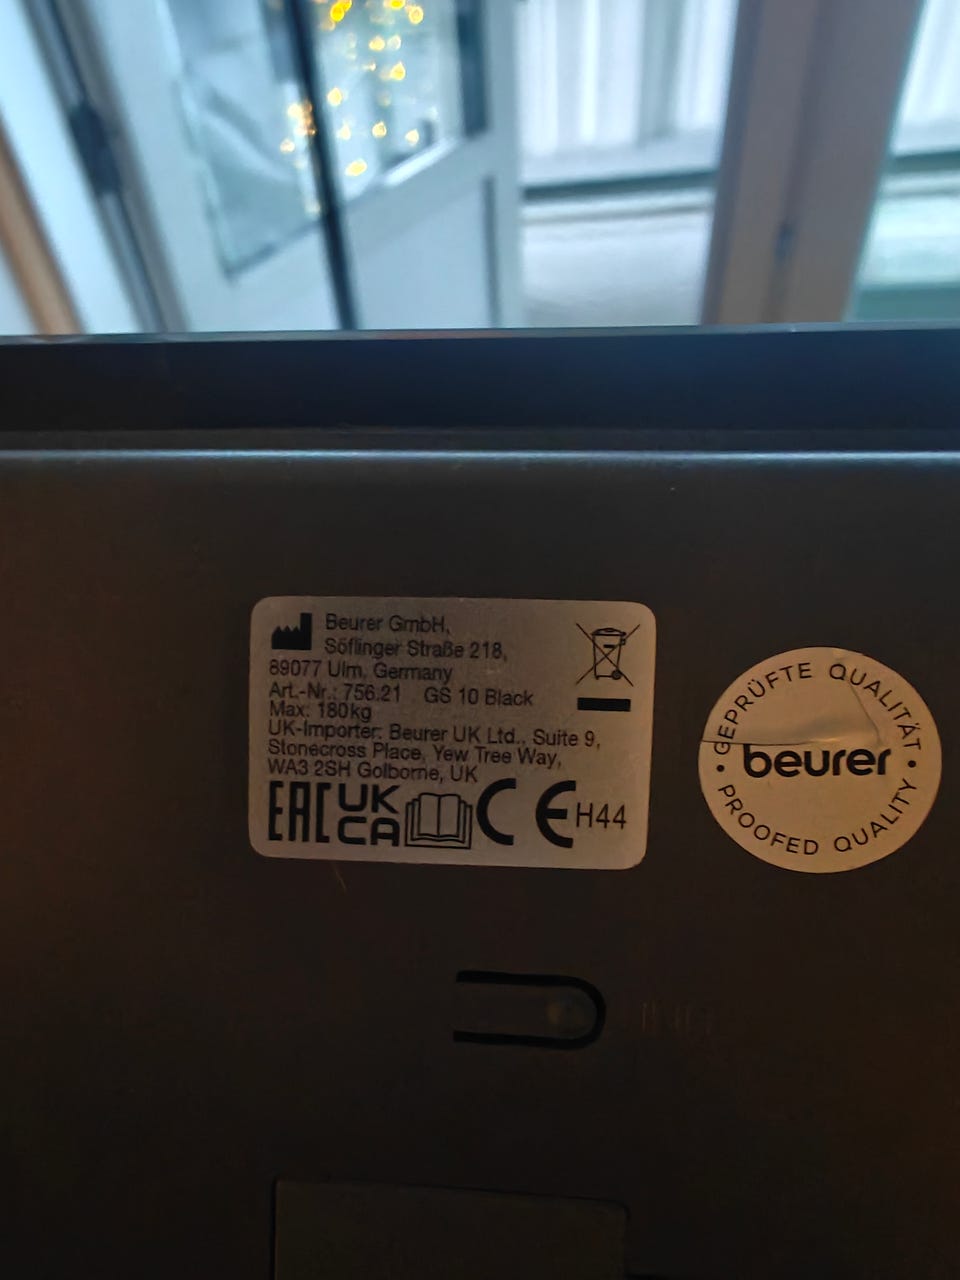 Beurer GmbH,
Söflinger Straße 218,
89077 Ulm, Germany
Art.-Nr.: 756.21 GS 10 Black
Max: 180kg
UK-Importer: Beurer UK Ltd., Suite 9,
Stonecross Place, Yew Tree Way,
WA3 2SH Golborne, UK
EAC UK CA CE H44
GEPRÜFTE QUALITÄT
beurer
PROOFED QUALITY